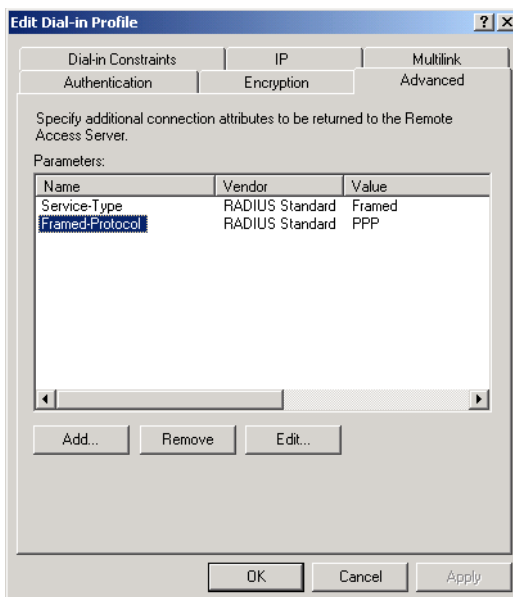 Edit Dial-in Profile
Dial-in Constraints IP Multilink
Authentication Encryption Advanced
Specify additional connection attributes to be returned to the Remote
Access Server.
Parameters:
Name Vendor Value
Service-Type RADIUS Standard Framed
Framed-Protocol RADIUS Standard PPP
Add... Remove Edit...
OK Cancel Apply